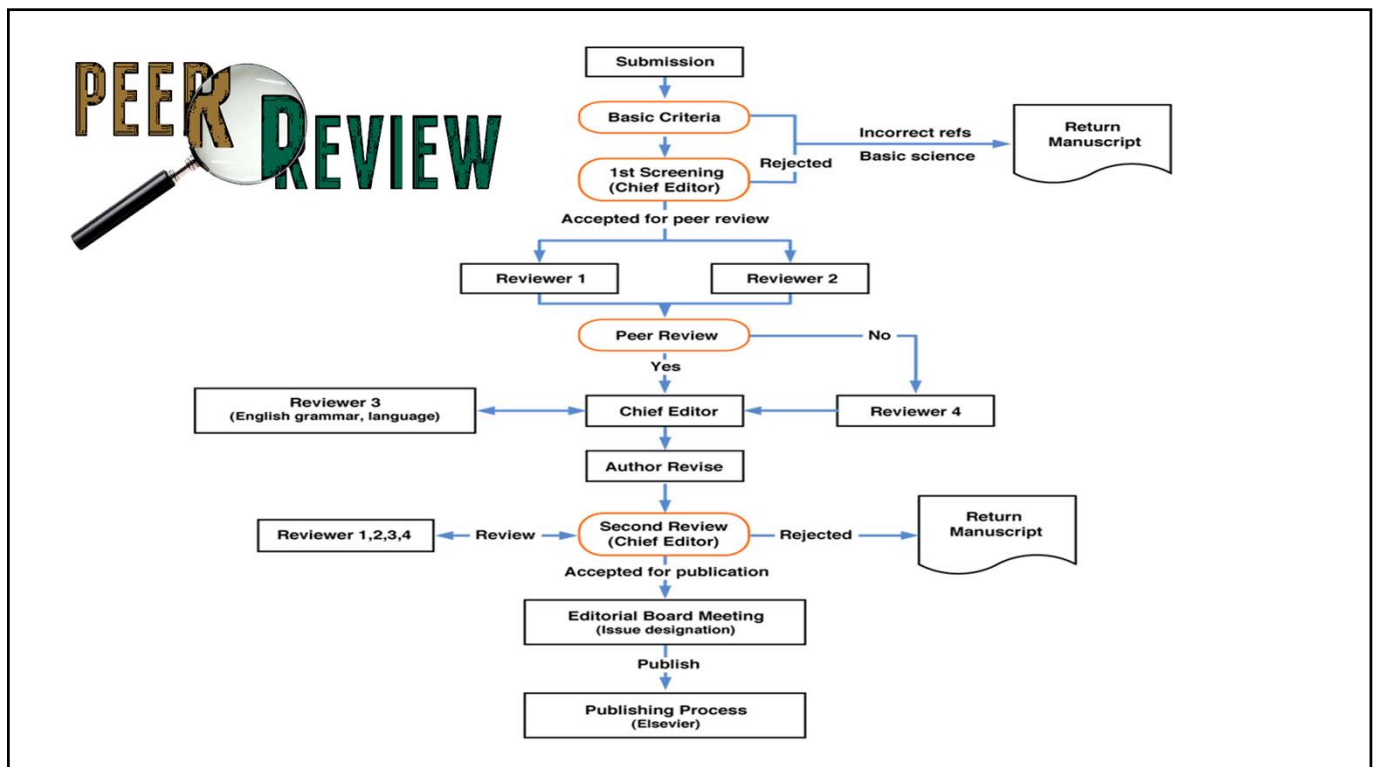 PEER
REVIEW
Submission
Basic Criteria
Incorrect refs
Basic science
Return
Manuscript
Rejected
1st Screening
(Chief Editor)
Accepted for peer review
Reviewer 1
Reviewer 2
Peer Review
No
Yes
Reviewer 3
(English grammar, language)
Chief Editor
Reviewer 4
Author Revise
Reviewer 1,2,3,4
Review
Second Review
(Chief Editor)
Rejected
Return
Manuscript
Accepted for publication
Editorial Board Meeting
(Issue designation)
Publish
Publishing Process
(Elsevier)